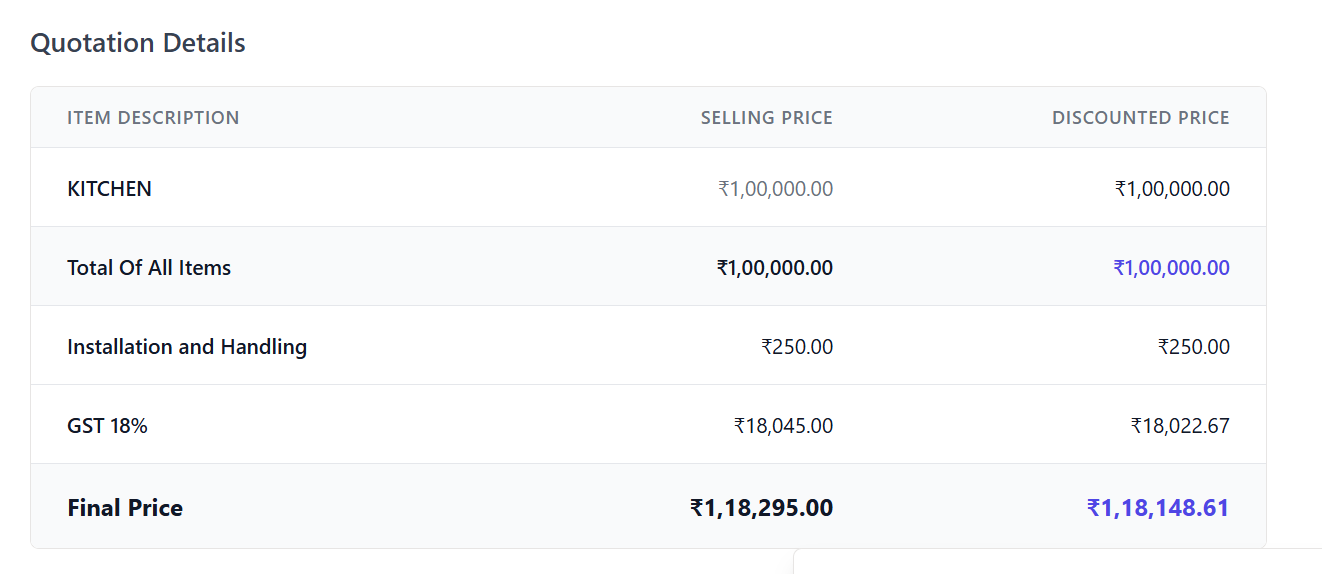 Quotation Details
ITEM DESCRIPTION SELLING PRICE DISCOUNTED PRICE
KITCHEN ₹1,00,000.00 ₹1,00,000.00
Total Of All Items ₹1,00,000.00 ₹1,00,000.00
Installation and Handling ₹250.00 ₹250.00
GST 18% ₹18,045.00 ₹18,022.67
Final Price ₹1,18,295.00 ₹1,18,148.61